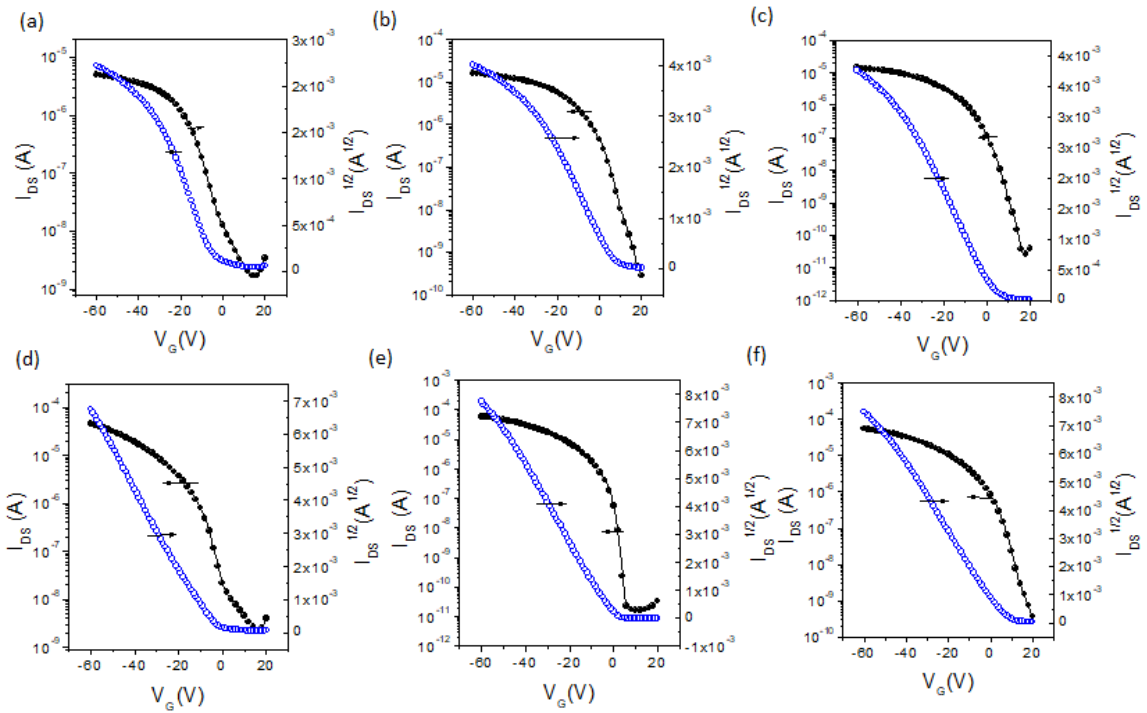 (a)
3x10⁻³
2x10⁻³
2x10⁻³
1x10⁻³
5x10⁻⁴
0
10⁻⁵
10⁻⁶
10⁻⁷
10⁻⁸
10⁻⁹
-60 -40 -20 0 20
I_DS (A)
I_DS^1/2 (A^1/2)
V_G (V)
(b)
10⁻⁴
10⁻⁵
10⁻⁶
10⁻⁷
10⁻⁸
10⁻⁹
10⁻¹⁰
4x10⁻³
3x10⁻³
2x10⁻³
1x10⁻³
0
-60 -40 -20 0 20
I_DS (A)
I_DS^1/2 (A^1/2)
V_G (V)
(c)
10⁻⁴
10⁻⁵
10⁻⁶
10⁻⁷
10⁻⁸
10⁻⁹
10⁻¹⁰
10⁻¹¹
10⁻¹²
4x10⁻³
3x10⁻³
3x10⁻³
2x10⁻³
2x10⁻³
1x10⁻³
5x10⁻⁴
0
-60 -40 -20 0 20
I_DS (A)
I_DS^1/2 (A^1/2)
V_G (V)
(d)
10⁻⁴
10⁻⁵
10⁻⁶
10⁻⁷
10⁻⁸
10⁻⁹
7x10⁻³
6x10⁻³
5x10⁻³
4x10⁻³
3x10⁻³
2x10⁻³
1x10⁻³
0
-60 -40 -20 0 20
I_DS (A)
I_DS^1/2 (A^1/2)
V_G (V)
(e)
10⁻³
10⁻⁴
10⁻⁵
10⁻⁶
10⁻⁷
10⁻⁸
10⁻⁹
10⁻¹⁰
10⁻¹¹
10⁻¹²
8x10⁻³
7x10⁻³
6x10⁻³
5x10⁻³
4x10⁻³
3x10⁻³
2x10⁻³
1x10⁻³
0
-1x10⁻³
-60 -40 -20 0 20
I_DS (A)
I_DS^1/2 (A^1/2)
V_G (V)
(f)
10⁻³
10⁻⁴
10⁻⁵
10⁻⁶
10⁻⁷
10⁻⁸
10⁻⁹
10⁻¹⁰
8x10⁻³
7x10⁻³
6x10⁻³
5x10⁻³
4x10⁻³
3x10⁻³
2x10⁻³
1x10⁻³
0
-60 -40 -20 0 20
I_DS (A)
I_DS^1/2 (A^1/2)
V_G (V)